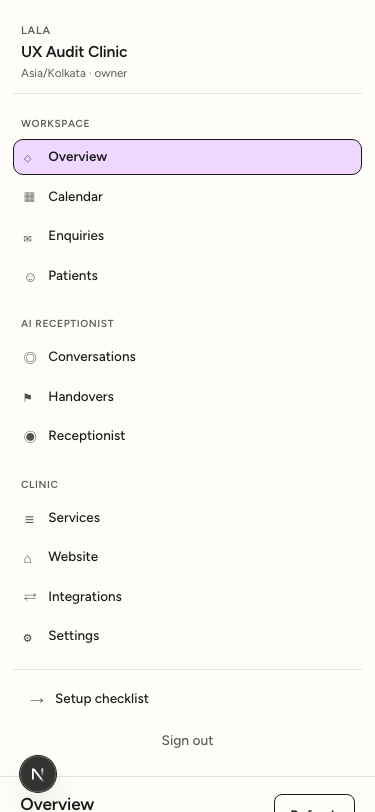 LALA
UX Audit Clinic
Asia/Kolkata · owner
WORKSPACE
Overview
Calendar
Enquiries
Patients
AI RECEPTIONIST
Conversations
Handovers
Receptionist
CLINIC
Services
Website
Integrations
Settings
→ Setup checklist
Sign out
N
Overview